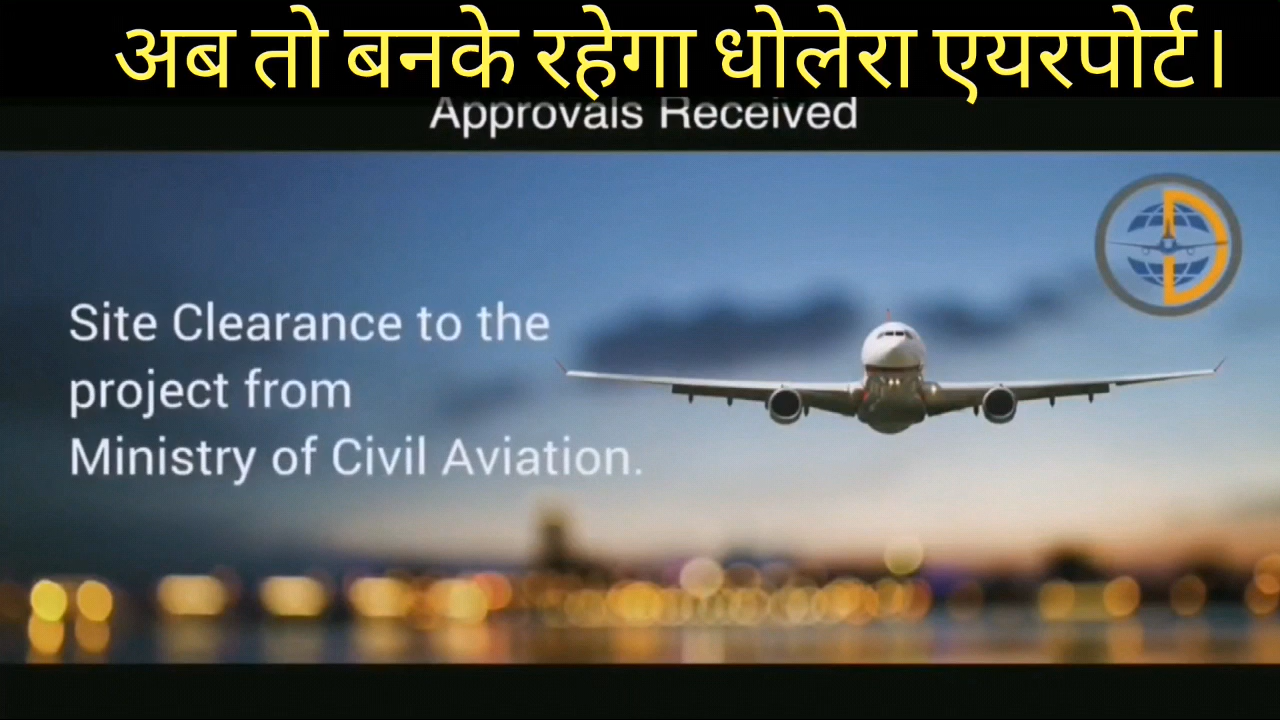 अब तो बनके रहेगा धोलेरा एयरपोर्ट।
Approvals Received
Site Clearance to the
project from
Ministry of Civil Aviation.